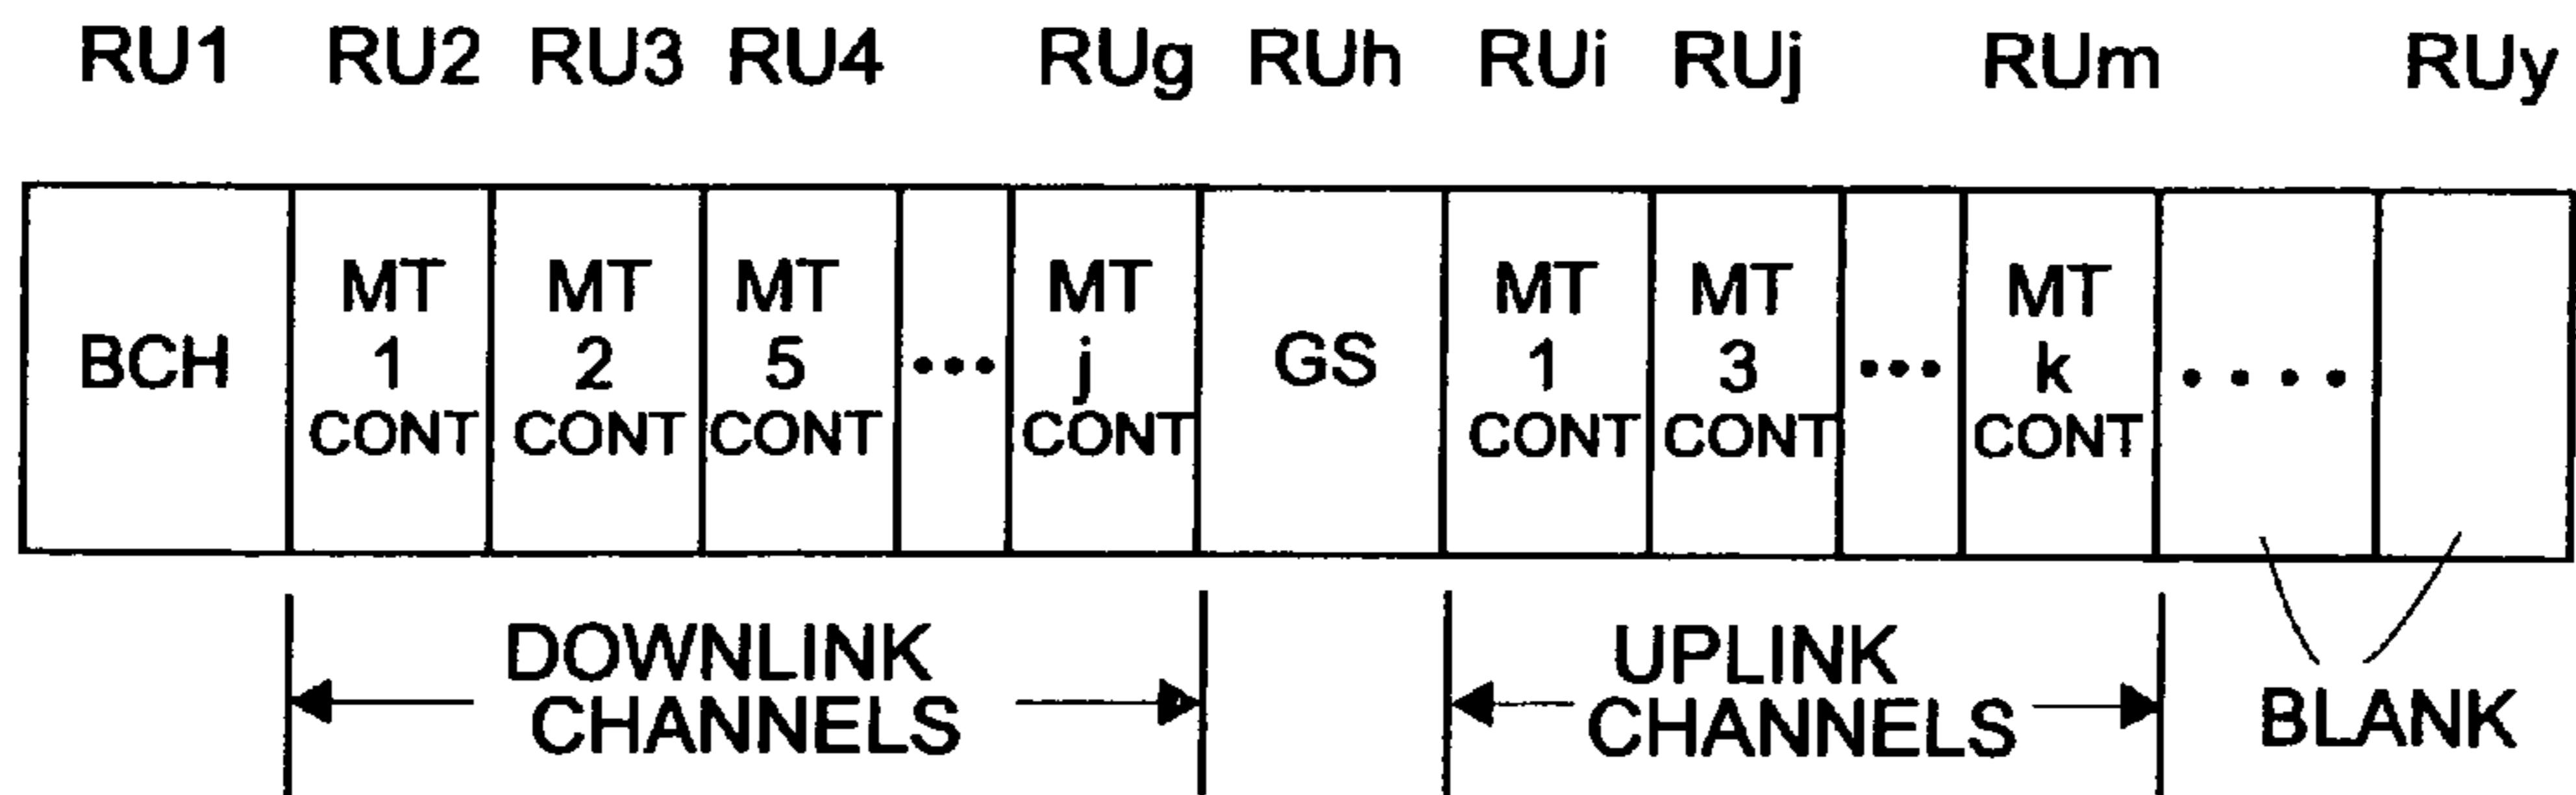 RU1 RU2 RU3 RU4 RUg RUh RUi RUj RUm RUy
BCH
MT
1
CONT
MT
2
CONT
MT
5
CONT
...
MT
j
CONT
GS
MT
1
CONT
MT
3
CONT
...
MT
k
CONT
....
DOWNLINK
CHANNELS
UPLINK
CHANNELS
BLANK